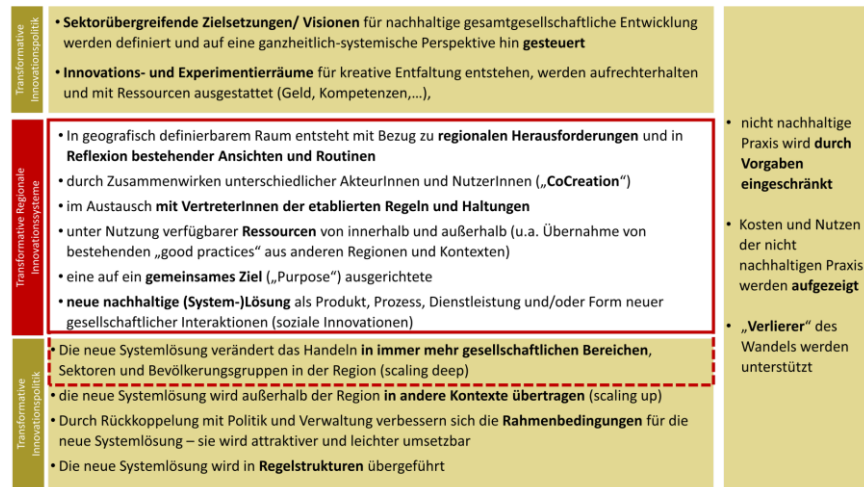 Transformative
Innovationspolitik
• Sektorübergreifende Zielsetzungen/ Visionen für nachhaltige gesamtgesellschaftliche Entwicklung
werden definiert und auf eine ganzheitlich-systemische Perspektive hin gesteuert
• Innovations- und Experimentierräume für kreative Entfaltung entstehen, werden aufrechterhalten
und mit Ressourcen ausgestattet (Geld, Kompetenzen,…),
Transformative Regionale
Innovationssysteme
• In geografisch definierbarem Raum entsteht mit Bezug zu regionalen Herausforderungen und in
Reflexion bestehender Ansichten und Routinen
• durch Zusammenwirken unterschiedlicher AkteurInnen und NutzerInnen („CoCreation“)
• im Austausch mit VertreterInnen der etablierten Regeln und Haltungen
• unter Nutzung verfügbarer Ressourcen von innerhalb und außerhalb (u.a. Übernahme von
bestehenden „good practices“ aus anderen Regionen und Kontexten)
• eine auf ein gemeinsames Ziel („Purpose“) ausgerichtete
• neue nachhaltige (System-)Lösung als Produkt, Prozess, Dienstleistung und/oder Form neuer
gesellschaftlicher Interaktionen (soziale Innovationen)
Transformative
Innovationspolitik
• Die neue Systemlösung verändert das Handeln in immer mehr gesellschaftlichen Bereichen,
Sektoren und Bevölkerungsgruppen in der Region (scaling deep)
• die neue Systemlösung wird außerhalb der Region in andere Kontexte übertragen (scaling up)
• Durch Rückkoppelung mit Politik und Verwaltung verbessern sich die Rahmenbedingungen für die
neue Systemlösung – sie wird attraktiver und leichter umsetzbar
• Die neue Systemlösung wird in Regelstrukturen überführt
• nicht nachhaltige
Praxis wird durch
Vorgaben
eingeschränkt
• Kosten und Nutzen
der nicht
nachhaltigen Praxis
werden aufgezeigt
• „Verlierer“ des
Wandels werden
unterstützt